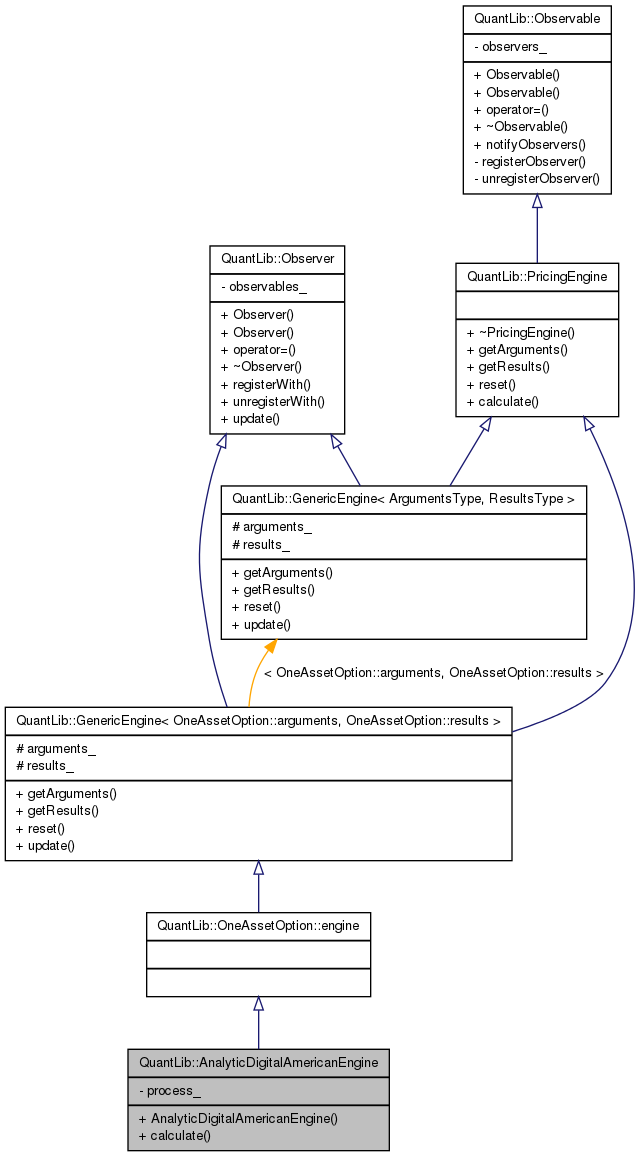 QuantLib::Observable
- observers_
+ Observable()
+ Observable()
+ operator=()
+ ~Observable()
+ notifyObservers()
- registerObserver()
- unregisterObserver()
QuantLib::Observer
- observables_
+ Observer()
+ Observer()
+ operator=()
+ ~Observer()
+ registerWith()
+ unregisterWith()
+ update()
QuantLib::PricingEngine
+ ~PricingEngine()
+ getArguments()
+ getResults()
+ reset()
+ calculate()
QuantLib::GenericEngine< ArgumentsType, ResultsType >
# arguments_
# results_
+ getArguments()
+ getResults()
+ reset()
+ update()
< OneAssetOption::arguments, OneAssetOption::results >
QuantLib::GenericEngine< OneAssetOption::arguments, OneAssetOption::results >
# arguments_
# results_
+ getArguments()
+ getResults()
+ reset()
+ update()
QuantLib::OneAssetOption::engine
QuantLib::AnalyticDigitalAmericanEngine
- process_
+ AnalyticDigitalAmericanEngine()
+ calculate()